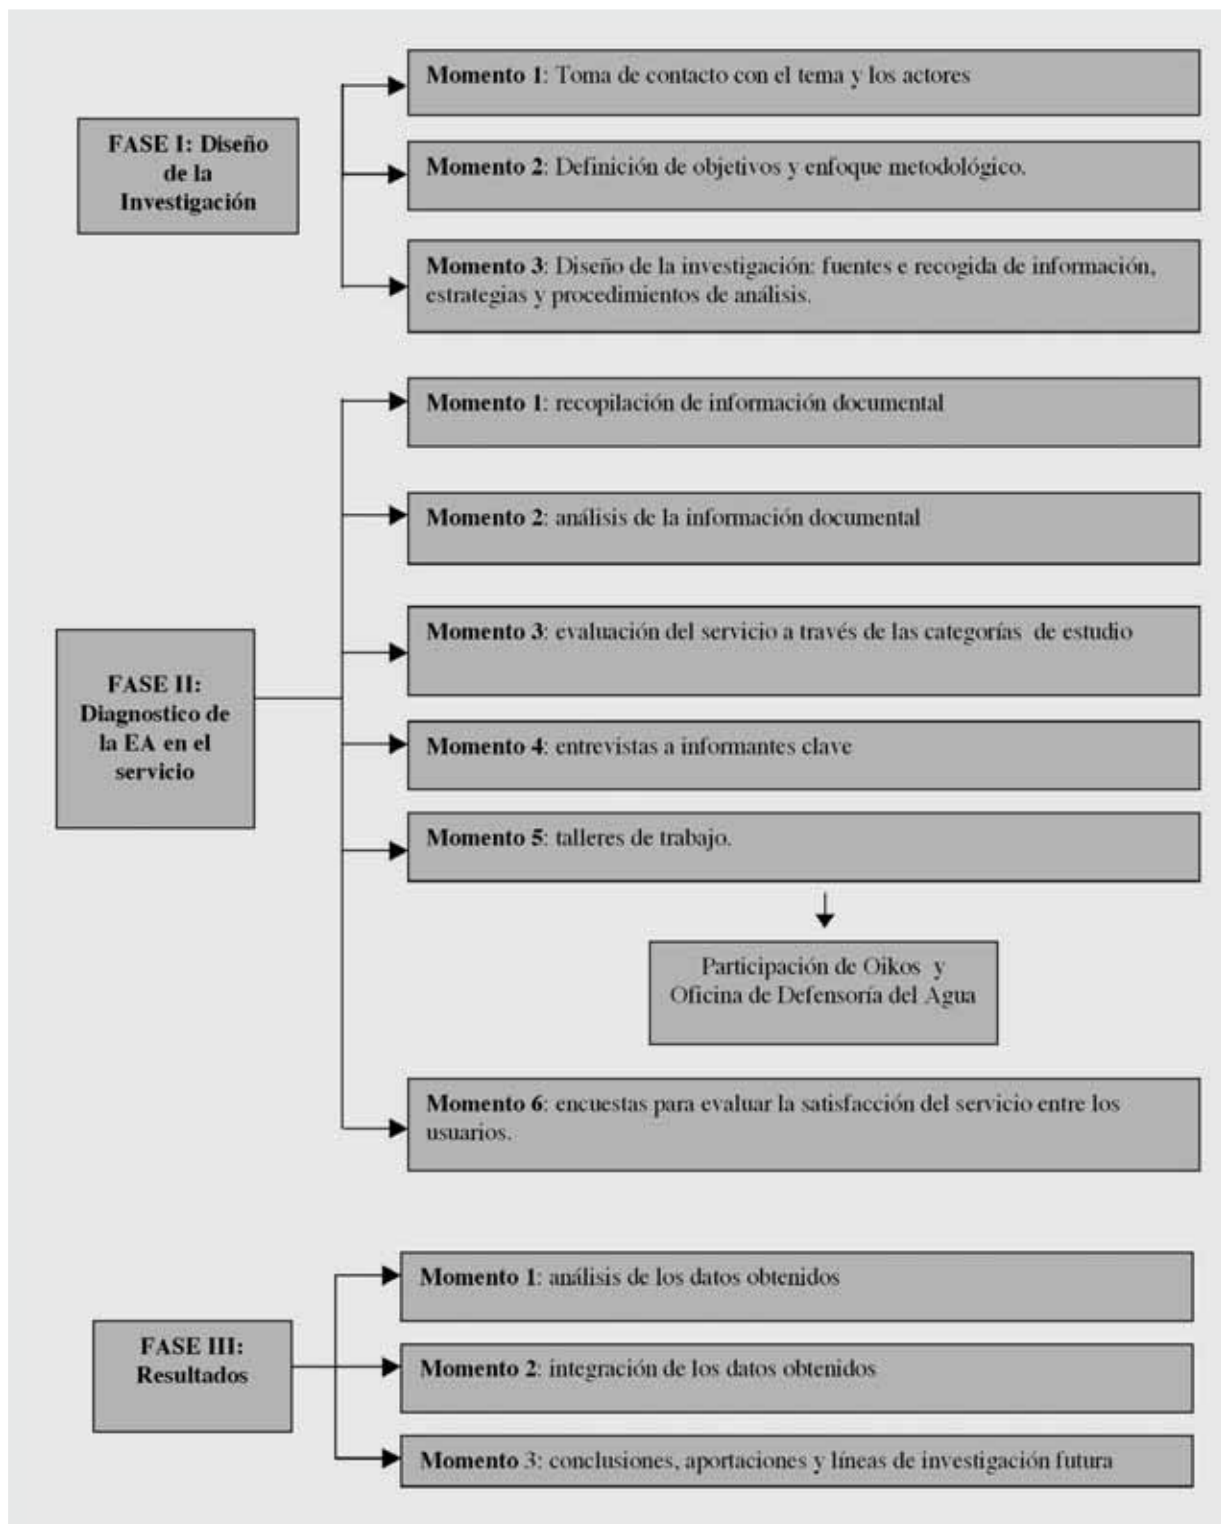 FASE I: Diseño
de la
Investigación
Momento 1: Toma de contacto con el tema y los actores
Momento 2: Definición de objetivos y enfoque metodológico.
Momento 3: Diseño de la investigación: fuentes e recogida de información,
estrategias y procedimientos de análisis.
FASE II:
Diagnostico de
la EA en el
servicio
Momento 1: recopilación de información documental
Momento 2: análisis de la información documental
Momento 3: evaluación del servicio a través de las categorías de estudio
Momento 4: entrevistas a informantes clave
Momento 5: talleres de trabajo.
Participación de Oikos y
Oficina de Defensoría del Agua
Momento 6: encuestas para evaluar la satisfacción del servicio entre los
usuarios.
FASE III:
Resultados
Momento 1: análisis de los datos obtenidos
Momento 2: integración de los datos obtenidos
Momento 3: conclusiones, aportaciones y líneas de investigación futura